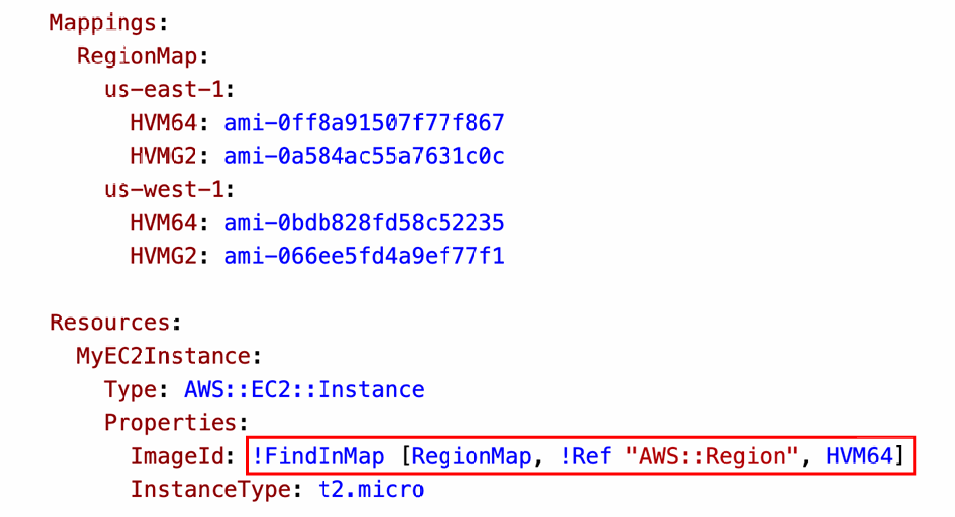 Mappings:
RegionMap:
us-east-1:
HVM64: ami-0ff8a91507f77f867
HVMG2: ami-0a584ac55a7631c0c
us-west-1:
HVM64: ami-0bdb828fd58c52235
HVMG2: ami-066ee5fd4a9ef77f1
Resources:
MyEC2Instance:
Type: AWS::EC2::Instance
Properties:
ImageId: !FindInMap [RegionMap, !Ref "AWS::Region", HVM64]
InstanceType: t2.micro